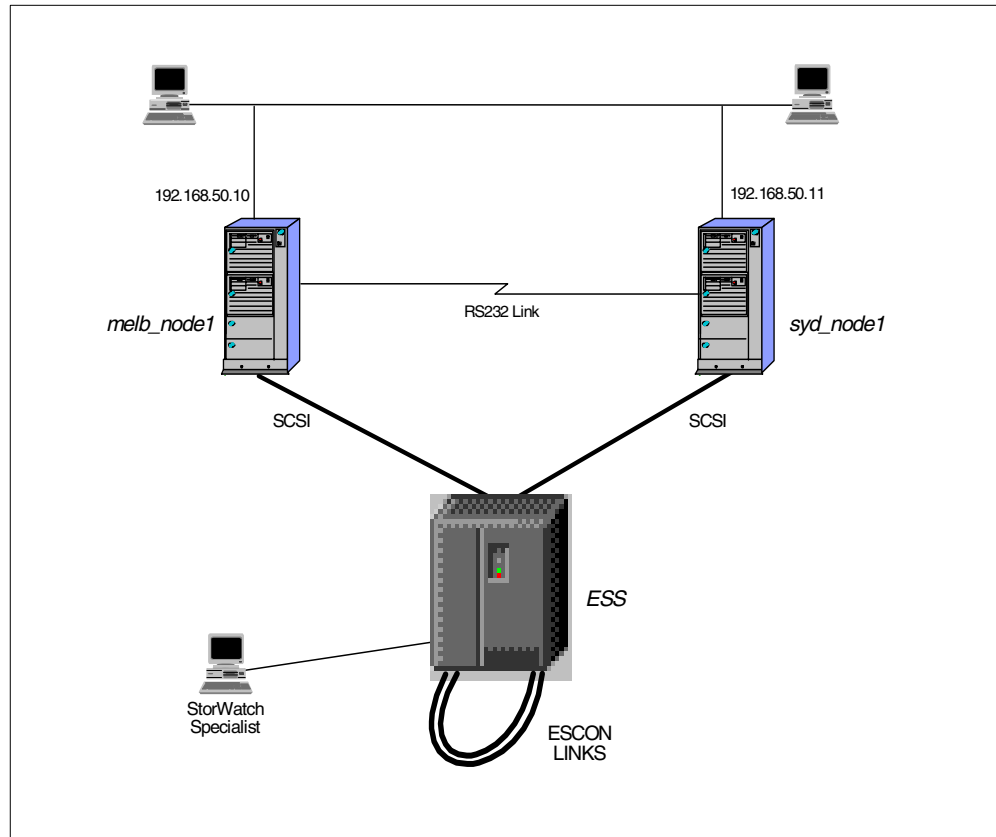 192.168.50.10
192.168.50.11
RS232 Link
melb_node1
syd_node1
SCSI
SCSI
ESS
StorWatch
Specialist
ESCON
LINKS